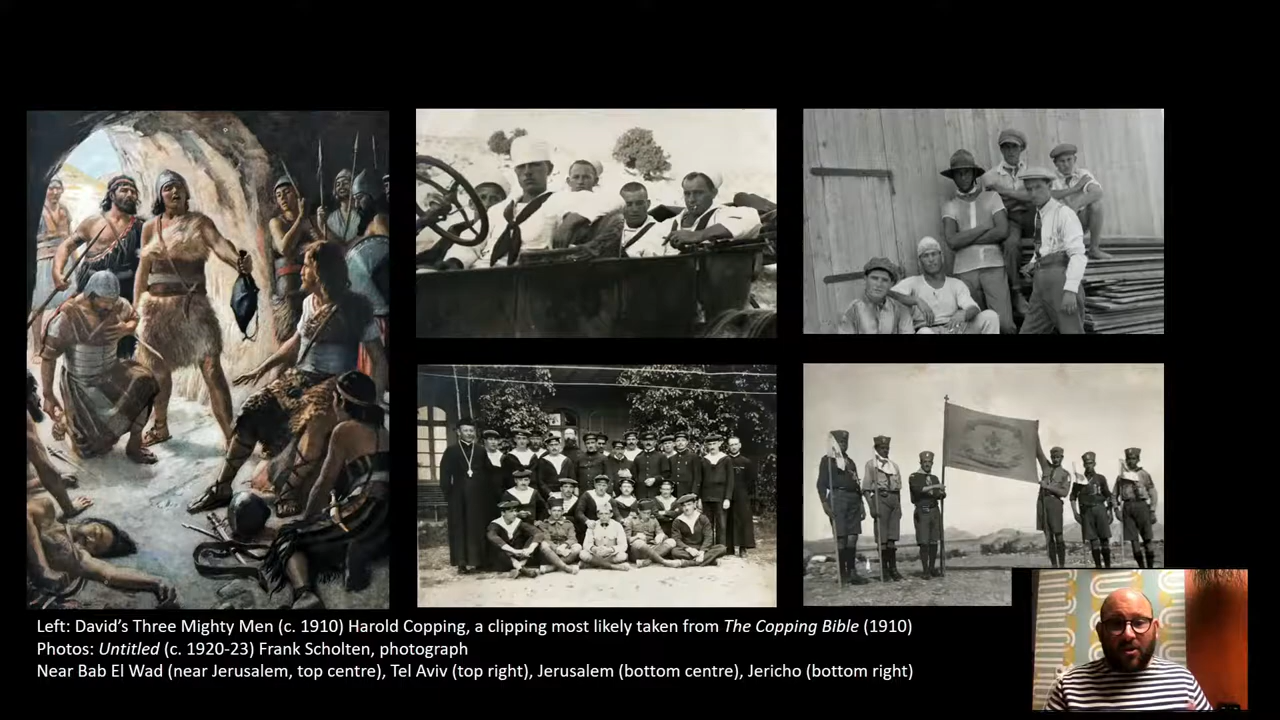 Left: David’s Three Mighty Men (c. 1910) Harold Copping, a clipping most likely taken from The Copping Bible (1910)
Photos: Untitled (c. 1920-23) Frank Scholten, photograph
Near Bab El Wad (near Jerusalem, top centre), Tel Aviv (top right), Jerusalem (bottom centre), Jericho (bottom right)